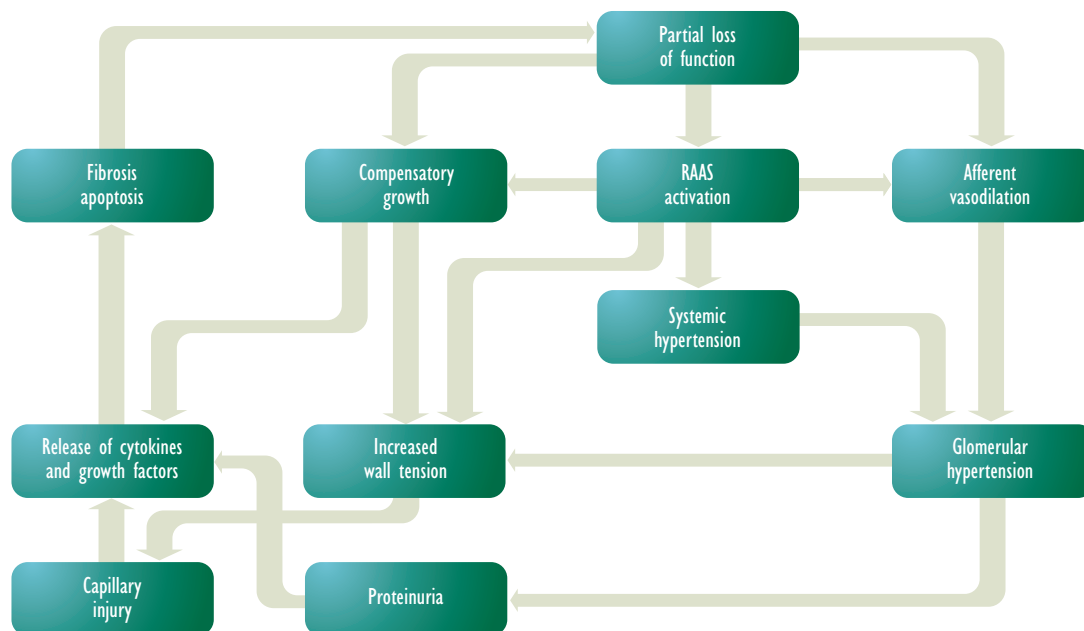 Partial loss
of function
Fibrosis
apoptosis
Compensatory
growth
RAAS
activation
Afferent
vasodilation
Systemic
hypertension
Release of cytokines
and growth factors
Increased
wall tension
Glomerular
hypertension
Capillary
injury
Proteinuria